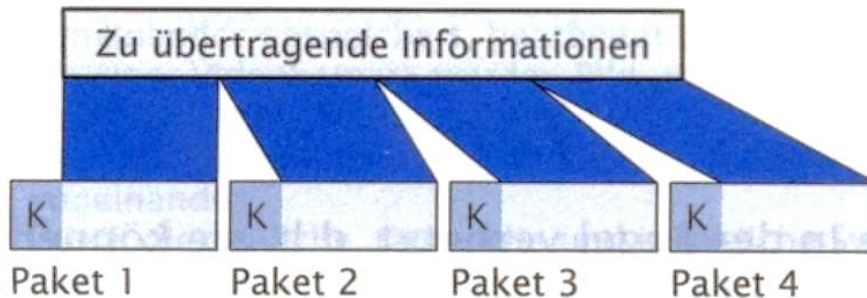 Zu übertragende Informationen
K K K K
Paket 1 Paket 2 Paket 3 Paket 4